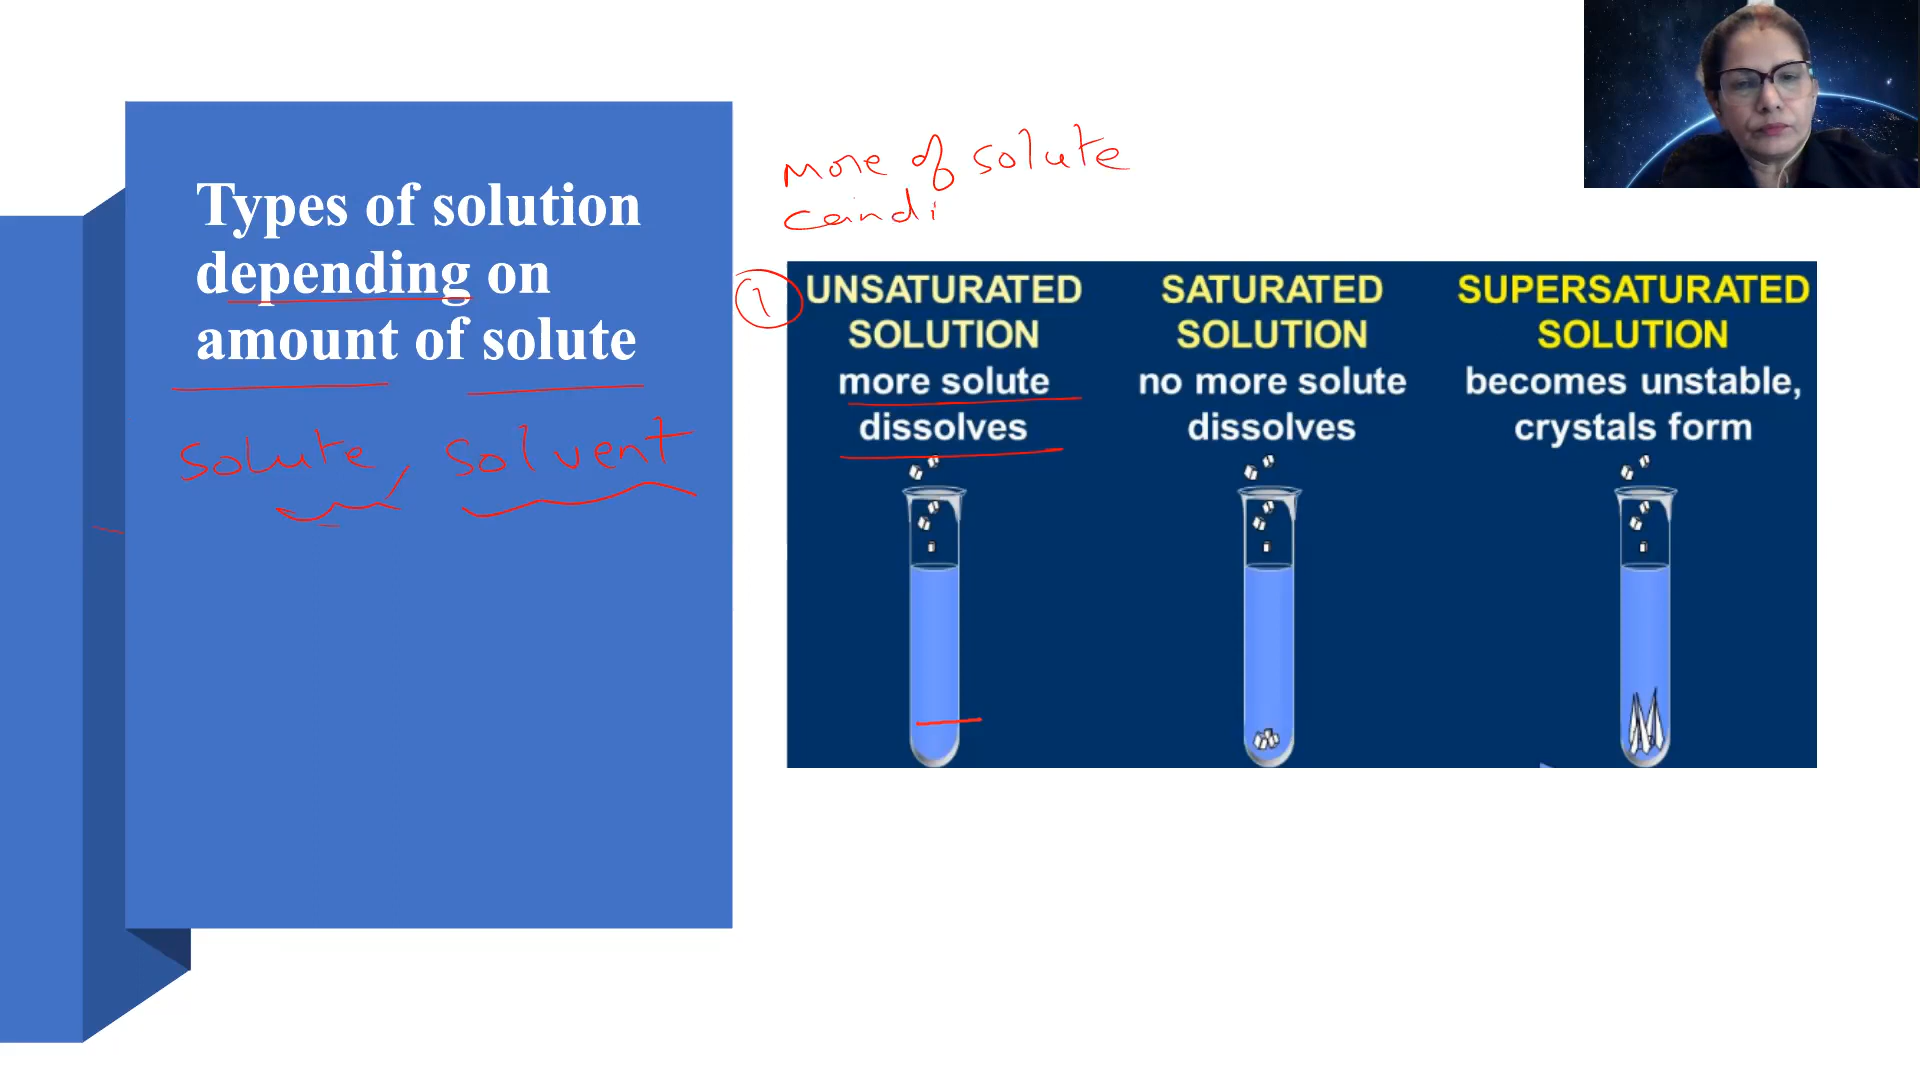 Types of solution
depending on
amount of solute
solute, solvent
More of solute
1
UNSATURATED
SOLUTION
more solute
dissolves
SATURATED
SOLUTION
no more solute
dissolves
SUPERSATURATED
SOLUTION
becomes unstable,
crystals form